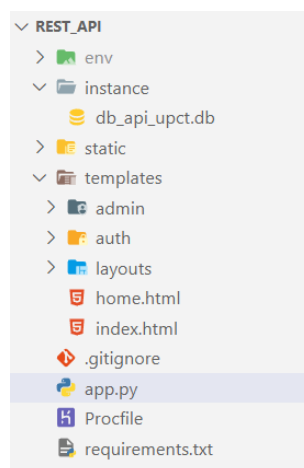 REST_API
env
instance
db_api_upct.db
static
templates
admin
auth
layouts
home.html
index.html
.gitignore
app.py
Procfile
requirements.txt